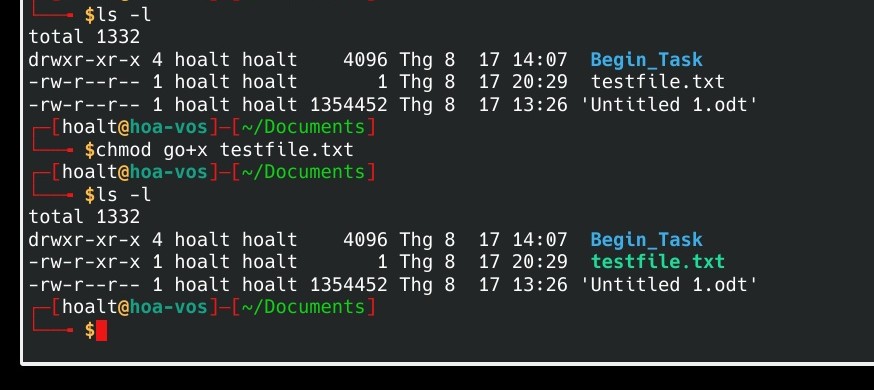 $ls -l
total 1332
drwxr-xr-x 4 hoalt hoalt    4096 Thg 8  17 14:07  Begin_Task
-rw-r--r-- 1 hoalt hoalt       1 Thg 8  17 20:29  testfile.txt
-rw-r--r-- 1 hoalt hoalt 1354452 Thg 8  17 13:26 'Untitled 1.odt'
┌─[hoalt@hoa-vos]─[~/Documents]
└──╼ $chmod go+x testfile.txt
┌─[hoalt@hoa-vos]─[~/Documents]
└──╼ $ls -l
total 1332
drwxr-xr-x 4 hoalt hoalt    4096 Thg 8  17 14:07  Begin_Task
-rw-r-xr-x 1 hoalt hoalt       1 Thg 8  17 20:29  testfile.txt
-rw-r--r-- 1 hoalt hoalt 1354452 Thg 8  17 13:26 'Untitled 1.odt'
┌─[hoalt@hoa-vos]─[~/Documents]
└──╼ $